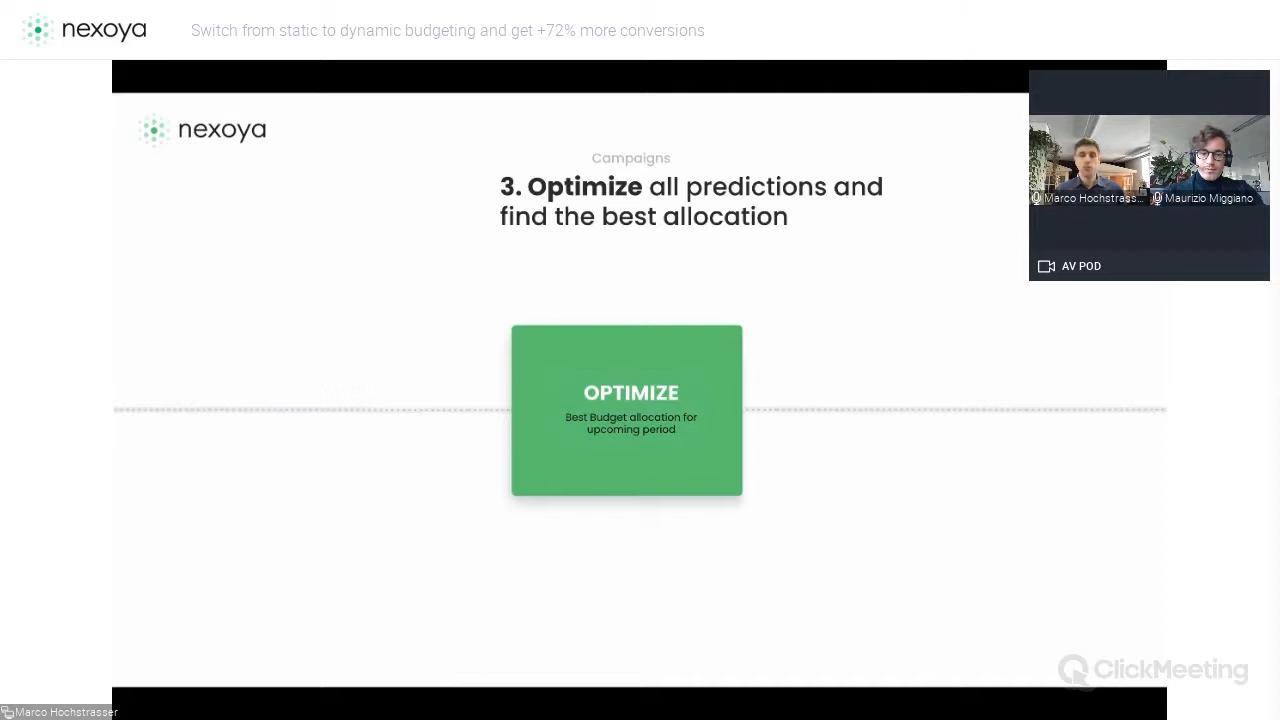 nexoya
Switch from static to dynamic budgeting and get +72% more conversions
nexoya
Campaigns
3. Optimize all predictions and
find the best allocation
Marco Hochstrass...
Maurizio Miggiano
AV POD
OPTIMIZE
Best Budget allocation for
upcoming period
ClickMeeting
Marco Hochstrasser